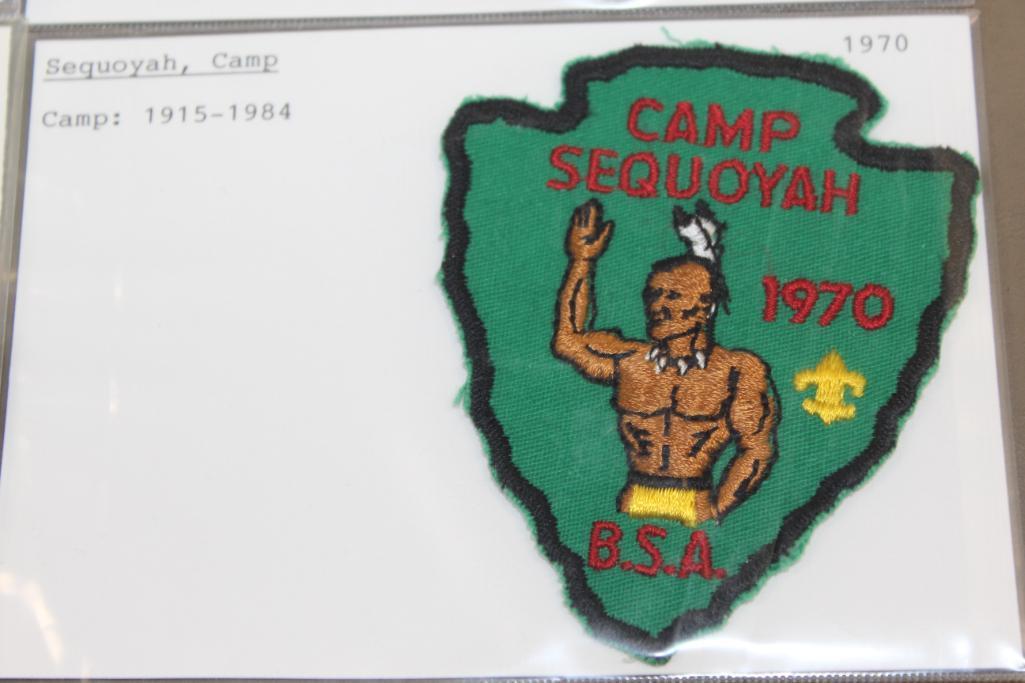 Sequoyah, Camp
1970
Camp: 1915-1984
CAMP
SEQUOYAH
1970
B.S.A.